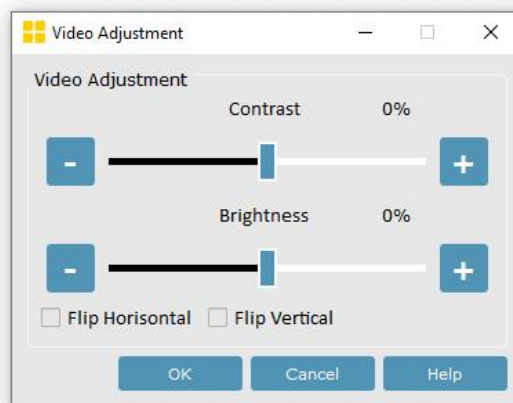 Video Adjustment
Video Adjustment
Contrast 0%
- +
Brightness 0%
- +
Flip Horisontal Flip Vertical
OK Cancel Help